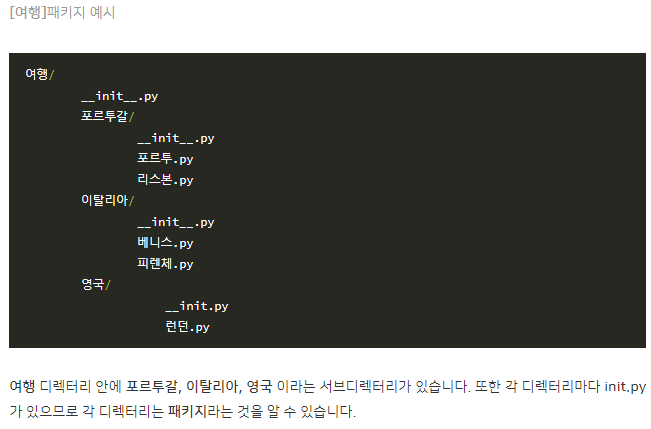 [여행]패키지 예시
여행/
__init__.py
포르투갈/
__init__.py
포르투.py
리스본.py
이탈리아/
__init__.py
베니스.py
피렌체.py
영국/
__init.py
런던.py
여행 디렉터리 안에 포르투갈, 이탈리아, 영국 이라는 서브디렉터리가 있습니다. 또한 각 디렉터리마다 init.py
가 있으므로 각 디렉터리는 패키지라는 것을 알 수 있습니다.